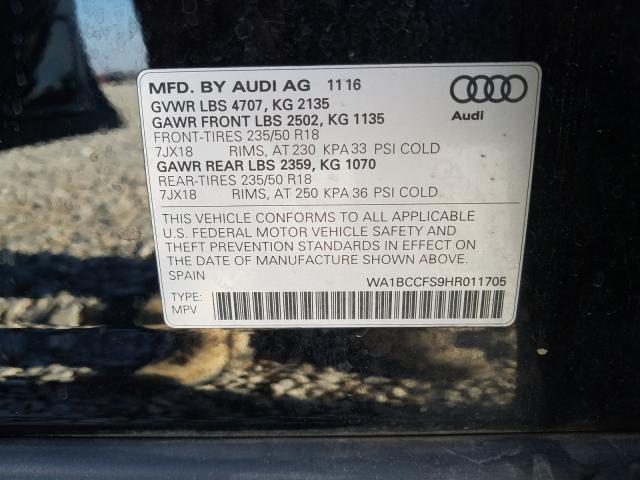 MFD. BY AUDI AG 11 16
GVWR LBS 4707, KG 2135
GAWR FRONT LBS 2502, KG 1135
FRONT-TIRES 235/50 R18
7JX18 RIMS, AT 230 KPA 33 PSI COLD
GAWR REAR LBS 2359, KG 1070
REAR-TIRES 235/50 R18
7JX18 RIMS, AT 250 KPA 36 PSI COLD
Audi
THIS VEHICLE CONFORMS TO ALL APPLICABLE
U.S. FEDERAL MOTOR VEHICLE SAFETY AND
THEFT PREVENTION STANDARDS IN EFFECT ON
THE DATE OF MANUFACTURE SHOWN ABOVE.
SPAIN
WA1BCCFS9HR011705
TYPE:
MPV